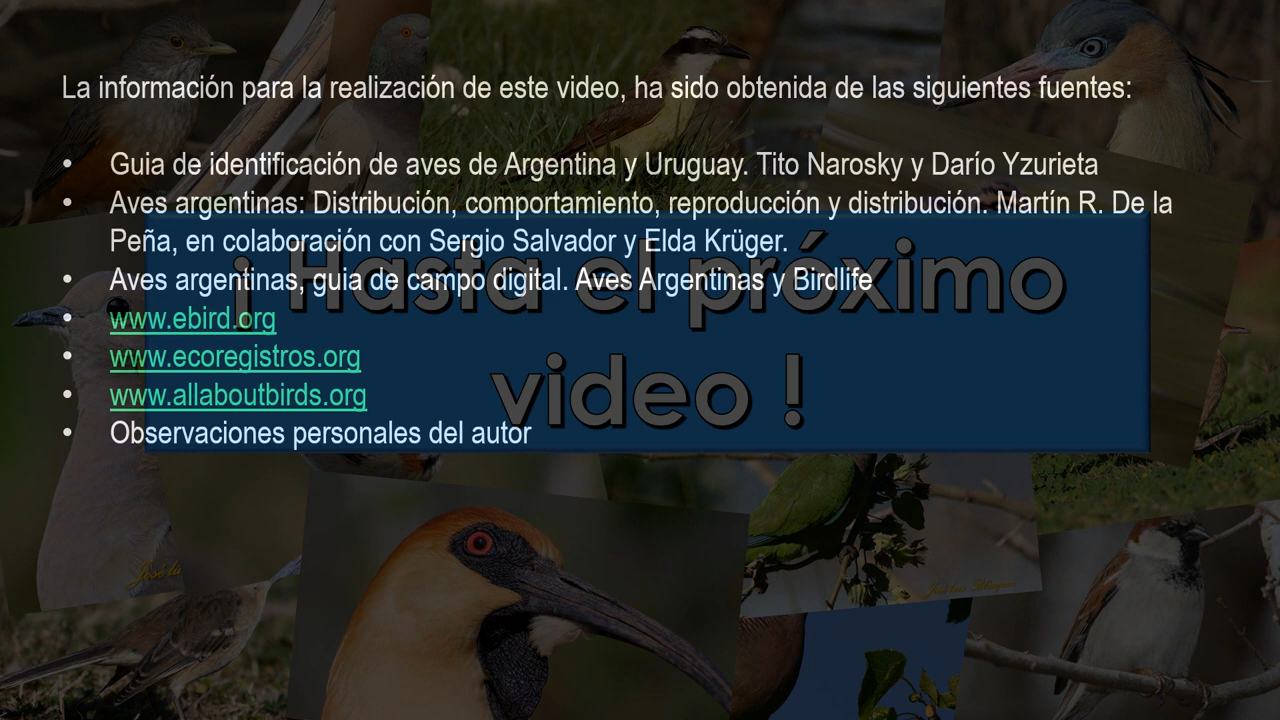 La información para la realización de este video, ha sido obtenida de las siguientes fuentes:
• Guia de identificación de aves de Argentina y Uruguay. Tito Narosky y Darío Yzurieta
• Aves argentinas: Distribución, comportamiento, reproducción y distribución. Martín R. De la
Peña, en colaboración con Sergio Salvador y Elda Krüger.
• Aves argentinas, guia de campo digital. Aves Argentinas y Birdlife
• www.ebird.org
• www.ecoregistros.org
• www.allaboutbirds.org
• Observaciones personales del autor
¡ Hasta el próximo
video !
José